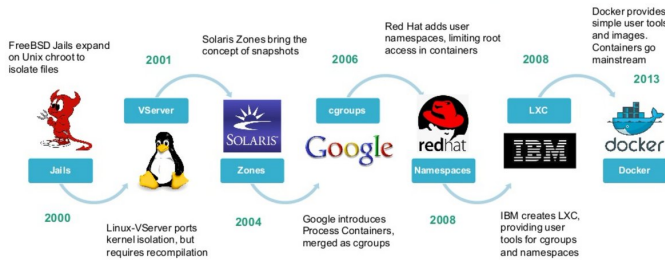 FreeBSD Jails expand
on Unix chroot to
isolate files
Jails
2000
2001
VServer
Linux-VServer ports
kernel isolation, but
requires recompilation
Solaris Zones bring the
concept of snapshots
SOLARIS
Zones
2004
2006
cgroups
Google
Google introduces
Process Containers,
merged as cgroups
Red Hat adds user
namespaces, limiting root
access in containers
redhat
Namespaces
2008
2008
LXC
IBM
IBM creates LXC,
providing user
tools for cgroups
and namespaces
Docker provides
simple user tools
and images.
Containers go
mainstream
2013
docker
Docker